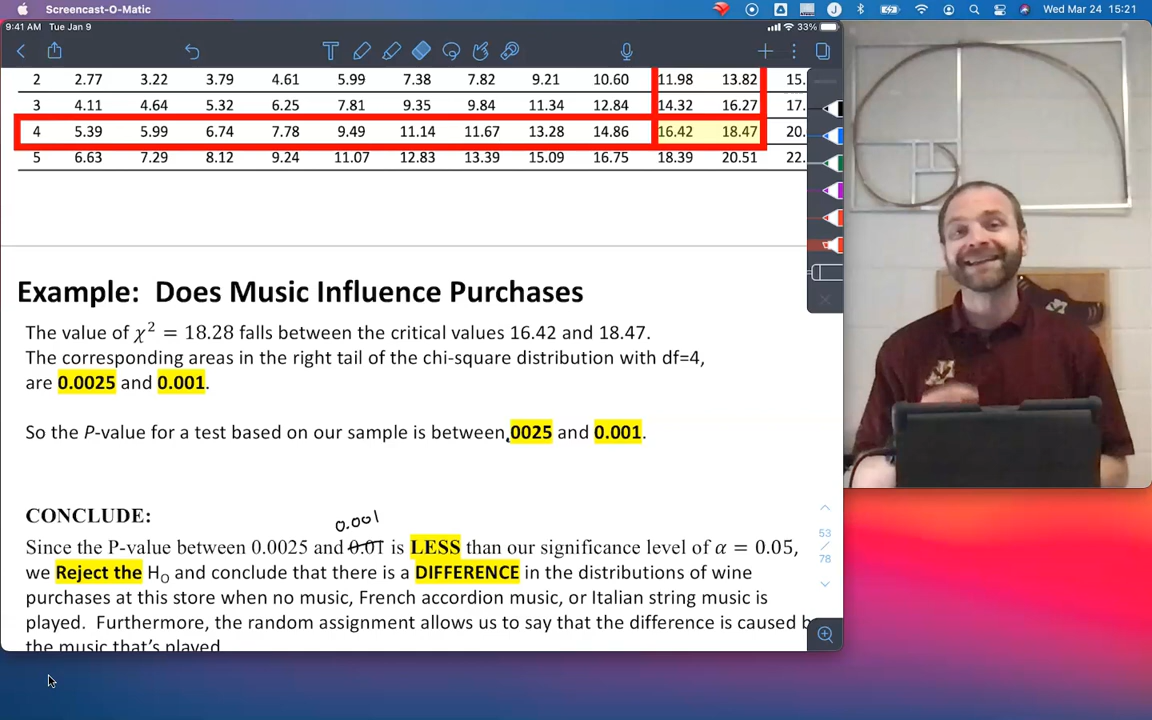 Screencast-O-Matic
Wed Mar 24 15:21
9:41 AM Tue Jan 9
33%
2 2.77 3.22 3.79 4.61 5.99 7.38 7.82 9.21 10.60 11.98 13.82 15.
3 4.11 4.64 5.32 6.25 7.81 9.35 9.84 11.34 12.84 14.32 16.27 17.
4 5.39 5.99 6.74 7.78 9.49 11.14 11.67 13.28 14.86 16.42 18.47 20.
5 6.63 7.29 8.12 9.24 11.07 12.83 13.39 15.09 16.75 18.39 20.51 22.
Example: Does Music Influence Purchases
The value of χ² = 18.28 falls between the critical values 16.42 and 18.47.
The corresponding areas in the right tail of the chi-square distribution with df=4,
are 0.0025 and 0.001.
So the P-value for a test based on our sample is between .0025 and 0.001.
CONCLUDE:
0.001
Since the P-value between 0.0025 and 0.01 is LESS than our significance level of α = 0.05,
we Reject the H₀ and conclude that there is a DIFFERENCE in the distributions of wine
purchases at this store when no music, French accordion music, or Italian string music is
played. Furthermore, the random assignment allows us to say that the difference is caused b
the music that's played
53
/
78